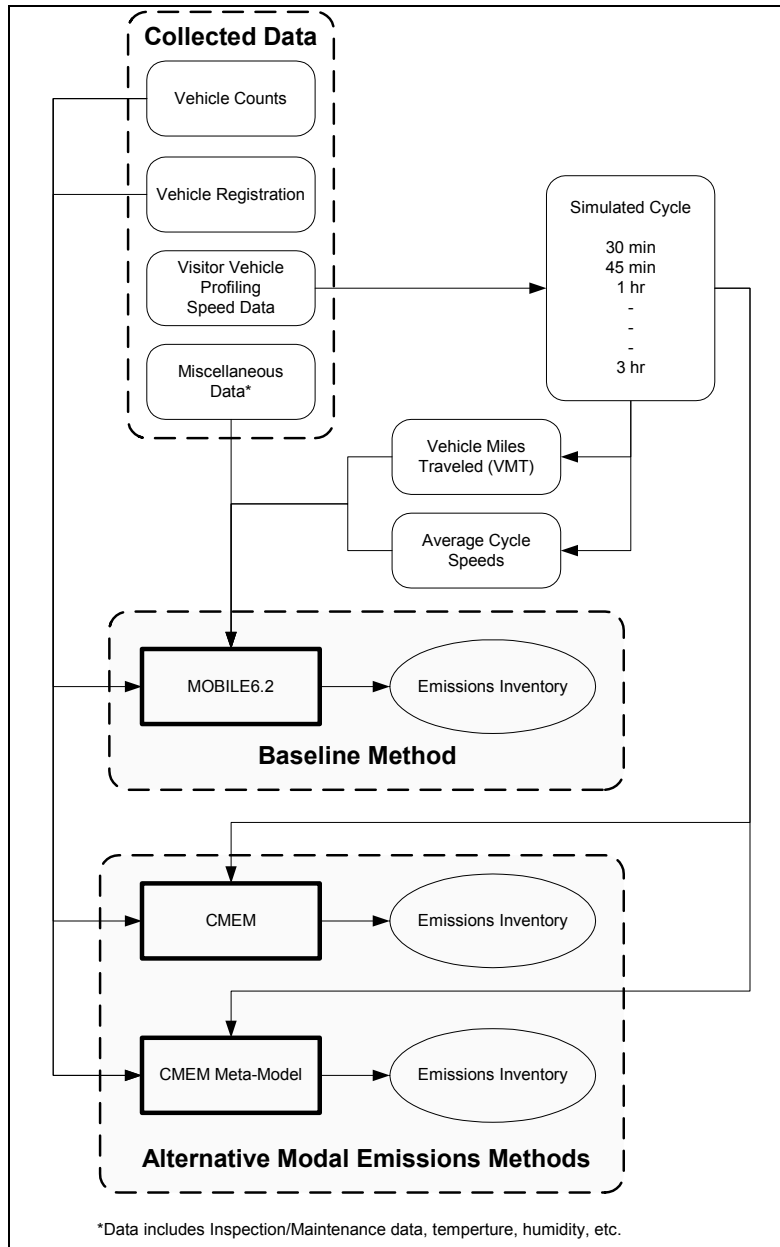 Collected Data
Vehicle Counts
Vehicle Registration
Visitor Vehicle
Profiling
Speed Data
Miscellaneous
Data*
Simulated Cycle
30 min
45 min
1 hr
-
-
-
3 hr
Vehicle Miles
Traveled (VMT)
Average Cycle
Speeds
MOBILE6.2
Emissions Inventory
Baseline Method
CMEM
Emissions Inventory
CMEM Meta-Model
Emissions Inventory
Alternative Modal Emissions Methods
*Data includes Inspection/Maintenance data, temperture, humidity, etc.